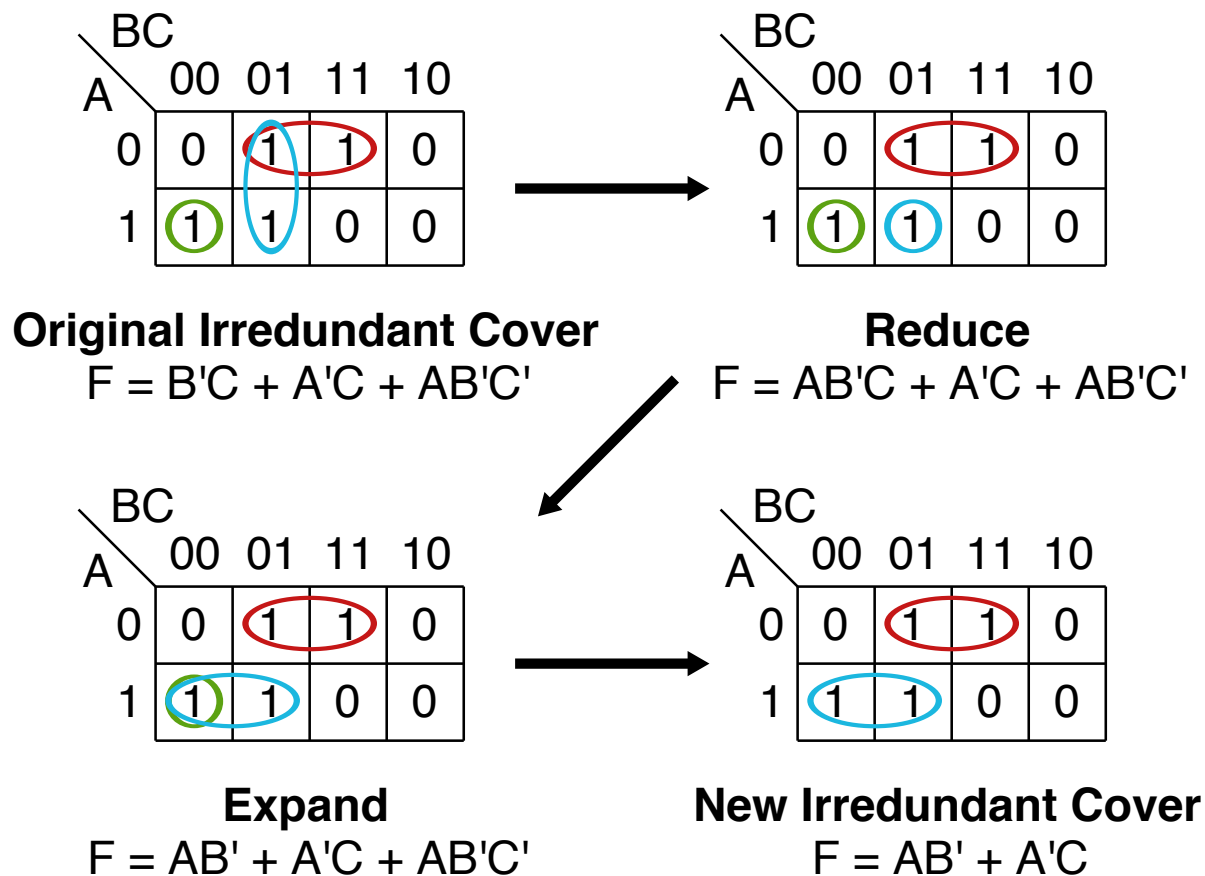 BC
A 00 01 11 10
0 0 1 1 0
1 1 1 0 0
Original Irredundant Cover
F = B'C + A'C + AB'C'
BC
A 00 01 11 10
0 0 1 1 0
1 1 1 0 0
Reduce
F = AB'C + A'C + AB'C'
BC
A 00 01 11 10
0 0 1 1 0
1 1 1 0 0
Expand
F = AB' + A'C + AB'C'
BC
A 00 01 11 10
0 0 1 1 0
1 1 1 0 0
New Irredundant Cover
F = AB' + A'C